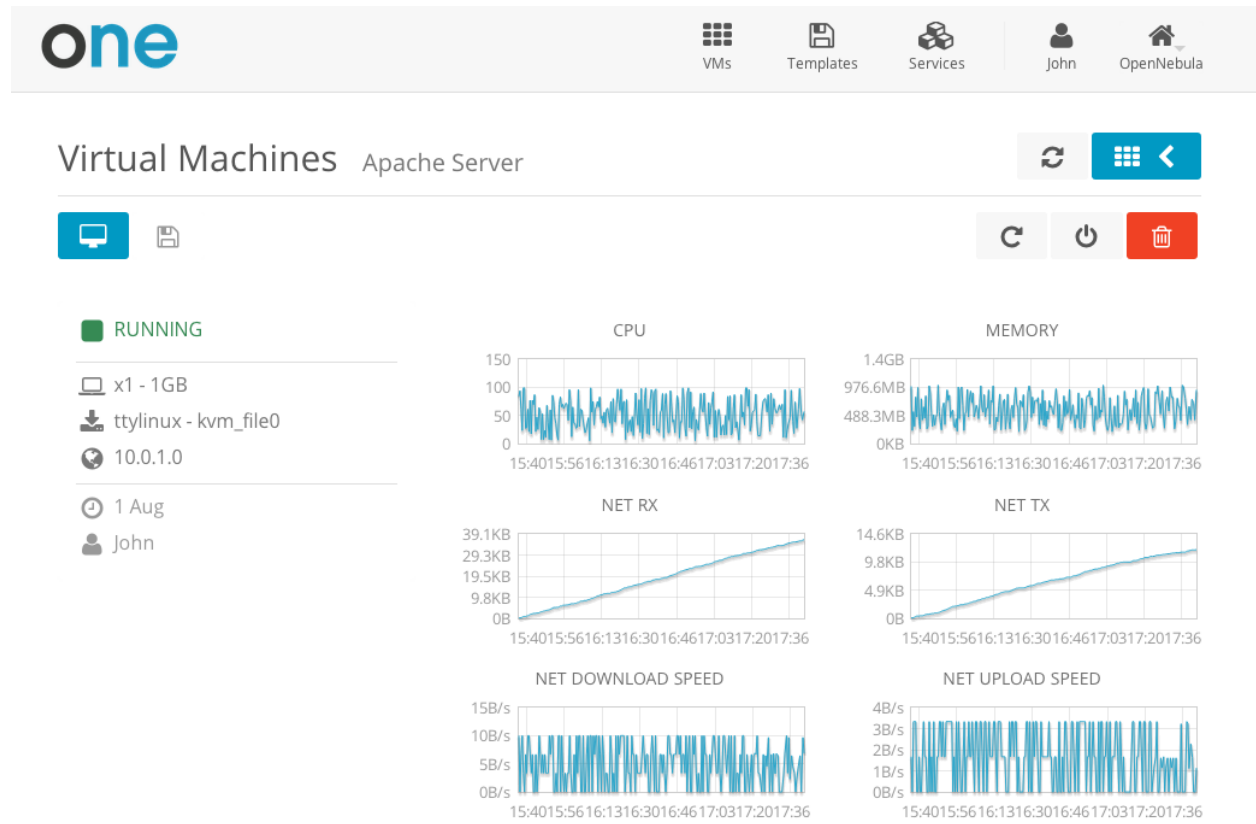 one
VMs Templates Services John OpenNebula
Virtual Machines Apache Server
RUNNING
x1 - 1GB
ttylinux - kvm_file0
10.0.1.0
1 Aug
John
CPU
150
100
50
0
15:4015:5616:1316:3016:4617:0317:2017:36
MEMORY
1.4GB
976.6MB
488.3MB
0KB
15:4015:5616:1316:3016:4617:0317:2017:36
NET RX
39.1KB
29.3KB
19.5KB
9.8KB
0B
15:4015:5616:1316:3016:4617:0317:2017:36
NET TX
14.6KB
9.8KB
4.9KB
0B
15:4015:5616:1316:3016:4617:0317:2017:36
NET DOWNLOAD SPEED
15B/s
10B/s
5B/s
0B/s
15:4015:5616:1316:3016:4617:0317:2017:36
NET UPLOAD SPEED
4B/s
3B/s
2B/s
1B/s
0B/s
15:4015:5616:1316:3016:4617:0317:2017:36